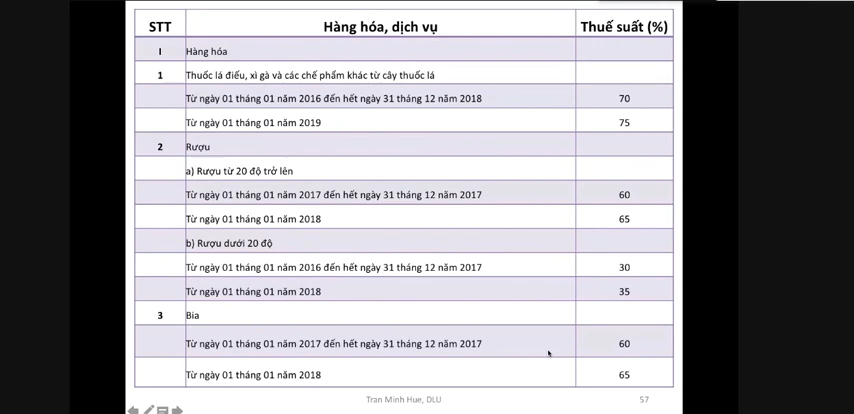 STT Hàng hóa, dịch vụ Thuế suất (%)
I Hàng hóa
1 Thuốc lá điếu, xì gà và các chế phẩm khác từ cây thuốc lá
Từ ngày 01 tháng 01 năm 2016 đến hết ngày 31 tháng 12 năm 2018 70
Từ ngày 01 tháng 01 năm 2019 75
2 Rượu
a) Rượu từ 20 độ trở lên
Từ ngày 01 tháng 01 năm 2017 đến hết ngày 31 tháng 12 năm 2017 60
Từ ngày 01 tháng 01 năm 2018 65
b) Rượu dưới 20 độ
Từ ngày 01 tháng 01 năm 2016 đến hết ngày 31 tháng 12 năm 2017 30
Từ ngày 01 tháng 01 năm 2018 35
3 Bia
Từ ngày 01 tháng 01 năm 2017 đến hết ngày 31 tháng 12 năm 2017 60
Từ ngày 01 tháng 01 năm 2018 65
Tran Minh Hue, DLU 57